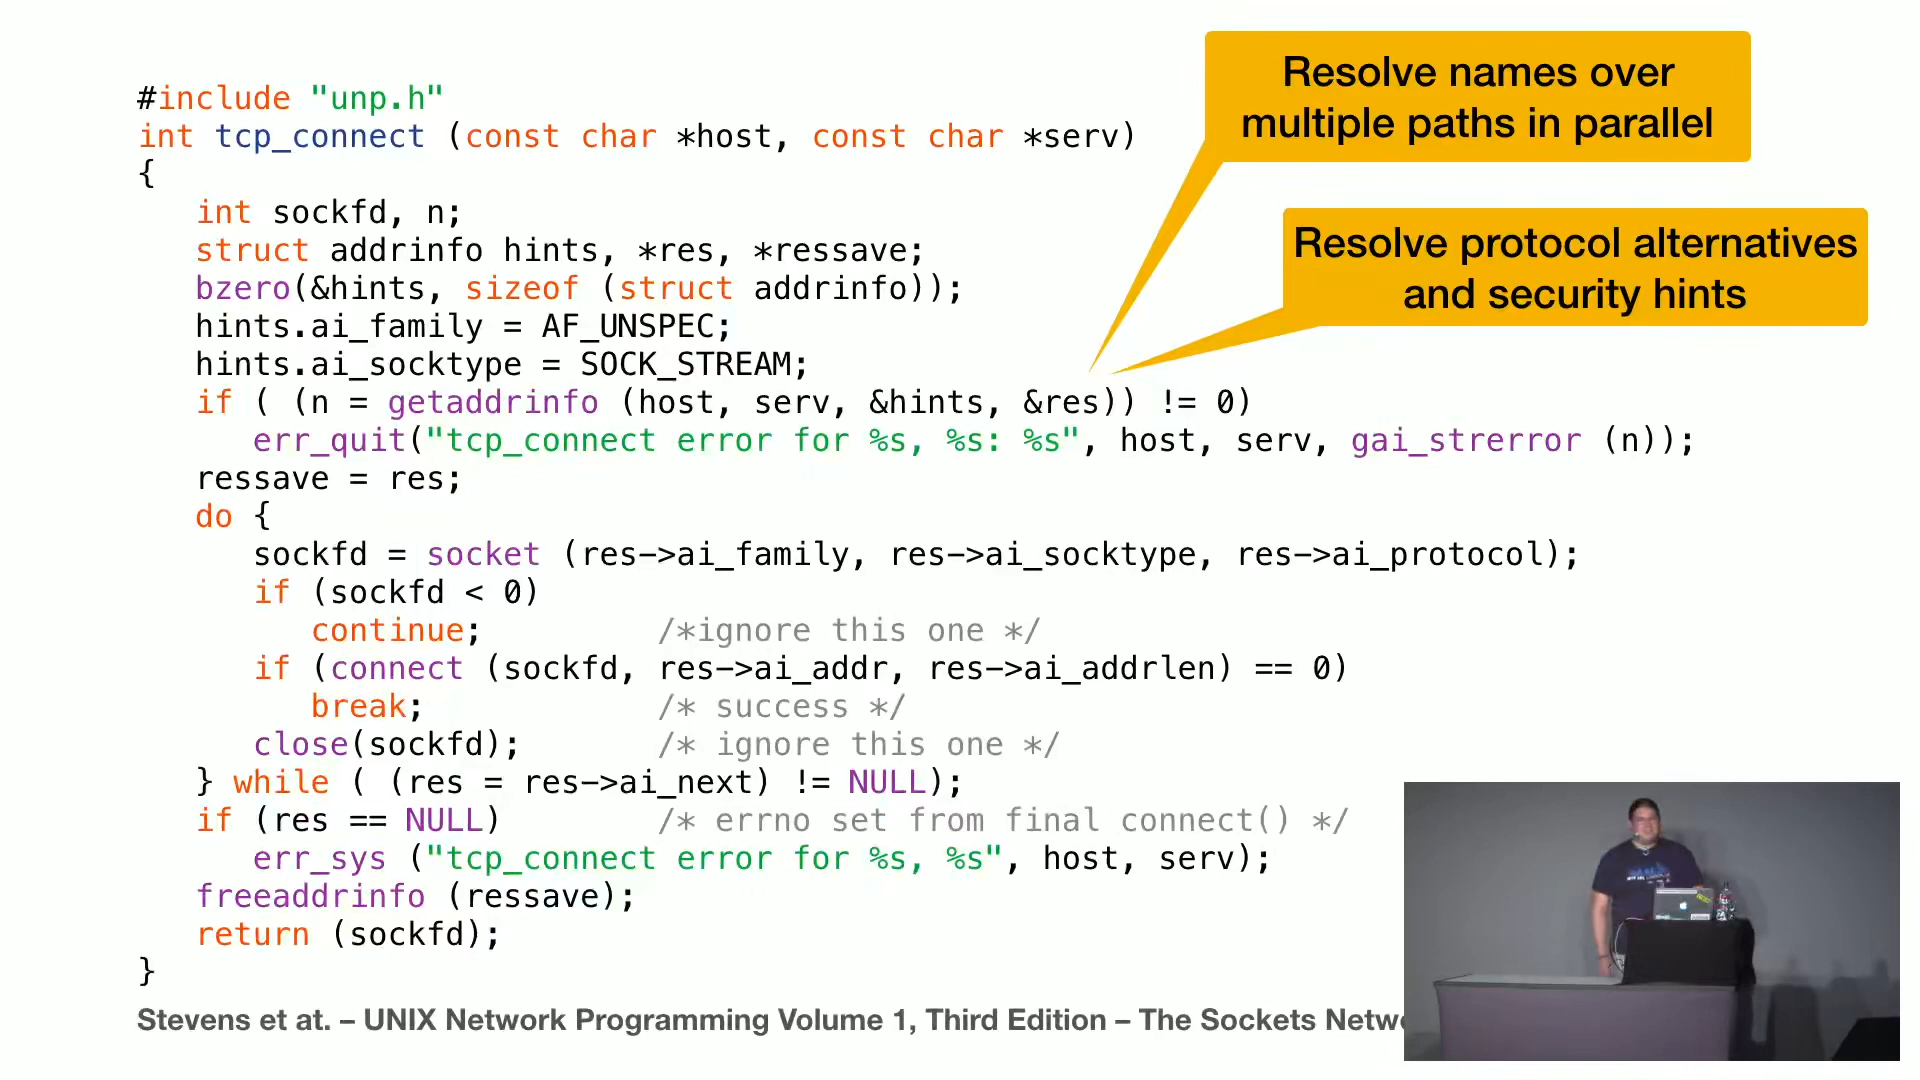 #include "unp.h"
int tcp_connect (const char *host, const char *serv)
{
int sockfd, n;
struct addrinfo hints, *res, *ressave;
bzero(&hints, sizeof (struct addrinfo));
hints.ai_family = AF_UNSPEC;
hints.ai_socktype = SOCK_STREAM;
if ( (n = getaddrinfo (host, serv, &hints, &res)) != 0)
err_quit("tcp_connect error for %s, %s: %s", host, serv, gai_strerror (n));
ressave = res;
do {
sockfd = socket (res->ai_family, res->ai_socktype, res->ai_protocol);
if (sockfd < 0)
continue; /*ignore this one */
if (connect (sockfd, res->ai_addr, res->ai_addrlen) == 0)
break; /* success */
close(sockfd); /* ignore this one */
} while ( (res = res->ai_next) != NULL);
if (res == NULL) /* errno set from final connect() */
err_sys ("tcp_connect error for %s, %s", host, serv);
freeaddrinfo (ressave);
return (sockfd);
}
Resolve names over
multiple paths in parallel
Resolve protocol alternatives
and security hints
Stevens et at. – UNIX Network Programming Volume 1, Third Edition – The Sockets